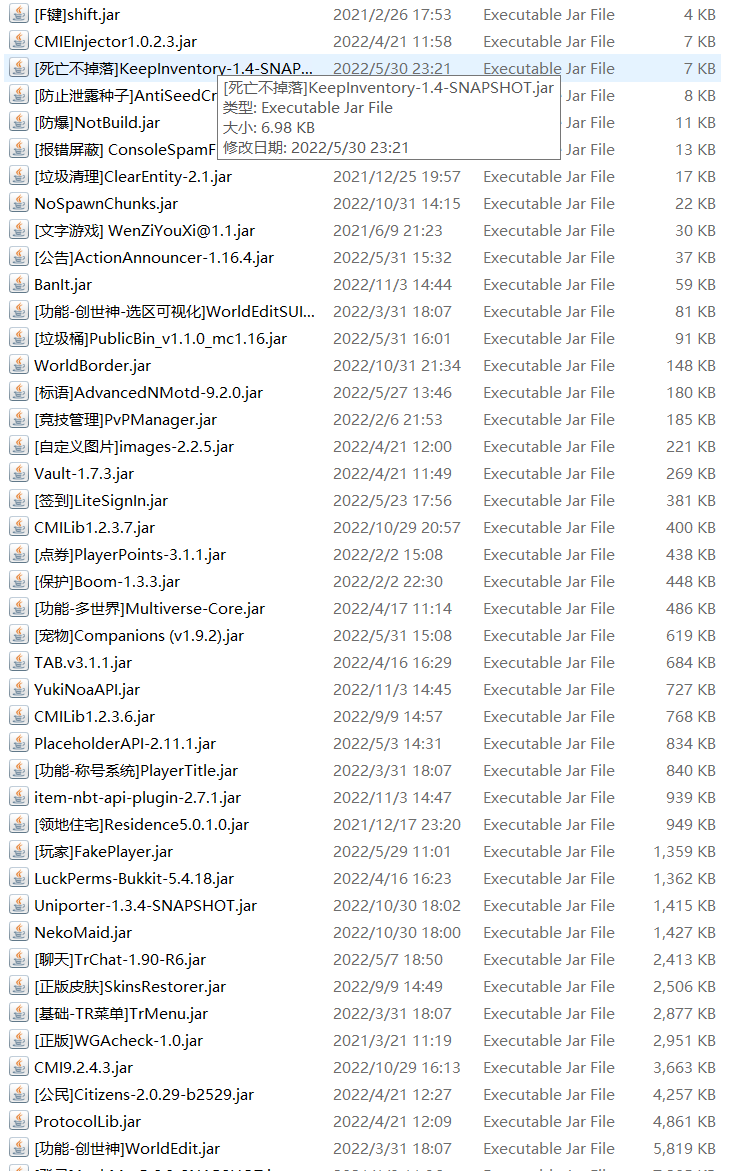 [F键]shift.jar 2021/2/26 17:53 Executable Jar File 4 KB
CMIEInjector1.0.2.3.jar 2022/4/21 11:58 Executable Jar File 7 KB
[死亡不掉落]KeepInventory-1.4-SNAP... 2022/5/30 23:21 Executable Jar File 7 KB
[防止泄露种子]AntiSeedCr Jar File 8 KB
[死亡不掉落]KeepInventory-1.4-SNAPSHOT.jar
类型: Executable Jar File
大小: 6.98 KB
修改日期: 2022/5/30 23:21
[防爆]NotBuild.jar Jar File 11 KB
[报错屏蔽] ConsoleSpamF Jar File 13 KB
[垃圾清理]ClearEntity-2.1.jar 2021/12/25 19:57 Executable Jar File 17 KB
NoSpawnChunks.jar 2022/10/31 14:15 Executable Jar File 22 KB
[文字游戏] WenZiYouXi@1.1.jar 2021/6/9 21:23 Executable Jar File 30 KB
[公告]ActionAnnouncer-1.16.4.jar 2022/5/31 15:32 Executable Jar File 37 KB
BanIt.jar 2022/11/3 14:44 Executable Jar File 59 KB
[功能-创世神-选区可视化]WorldEditSUI... 2022/3/31 18:07 Executable Jar File 81 KB
[垃圾桶]PublicBin_v1.1.0_mc1.16.jar 2022/5/31 16:01 Executable Jar File 91 KB
WorldBorder.jar 2022/10/31 21:34 Executable Jar File 148 KB
[标语]AdvancedNMotd-9.2.0.jar 2022/5/27 13:46 Executable Jar File 180 KB
[竞技管理]PvPManager.jar 2022/2/6 21:53 Executable Jar File 185 KB
[自定义图片]images-2.2.5.jar 2022/4/21 12:00 Executable Jar File 221 KB
Vault-1.7.3.jar 2022/4/21 11:49 Executable Jar File 269 KB
[签到]LiteSignIn.jar 2022/5/23 17:56 Executable Jar File 381 KB
CMILib1.2.3.7.jar 2022/10/29 20:57 Executable Jar File 400 KB
[点券]PlayerPoints-3.1.1.jar 2022/2/2 15:08 Executable Jar File 438 KB
[保护]Boom-1.3.3.jar 2022/2/2 22:30 Executable Jar File 448 KB
[功能-多世界]Multiverse-Core.jar 2022/4/17 11:14 Executable Jar File 486 KB
[宠物]Companions (v1.9.2).jar 2022/5/31 15:08 Executable Jar File 619 KB
TAB.v3.1.1.jar 2022/4/16 16:29 Executable Jar File 684 KB
YukiNoaAPI.jar 2022/11/3 14:45 Executable Jar File 727 KB
CMILib1.2.3.6.jar 2022/9/9 14:57 Executable Jar File 768 KB
PlaceholderAPI-2.11.1.jar 2022/5/3 14:31 Executable Jar File 834 KB
[功能-称号系统]PlayerTitle.jar 2022/3/31 18:07 Executable Jar File 840 KB
item-nbt-api-plugin-2.7.1.jar 2022/11/3 14:47 Executable Jar File 939 KB
[领地住宅]Residence5.0.1.0.jar 2021/12/17 23:20 Executable Jar File 949 KB
[玩家]FakePlayer.jar 2022/5/29 11:01 Executable Jar File 1,359 KB
LuckPerms-Bukkit-5.4.18.jar 2022/4/16 16:23 Executable Jar File 1,362 KB
Uniporter-1.3.4-SNAPSHOT.jar 2022/10/30 18:02 Executable Jar File 1,415 KB
NekoMaid.jar 2022/10/30 18:00 Executable Jar File 1,427 KB
[聊天]TrChat-1.90-R6.jar 2022/5/7 18:50 Executable Jar File 2,413 KB
[正版皮肤]SkinsRestorer.jar 2022/9/9 14:49 Executable Jar File 2,506 KB
[基础-TR菜单]TrMenu.jar 2022/3/31 18:07 Executable Jar File 2,877 KB
[正版]WGAcheck-1.0.jar 2021/3/21 11:19 Executable Jar File 2,951 KB
CMI9.2.4.3.jar 2022/10/29 16:13 Executable Jar File 3,663 KB
[公民]Citizens-2.0.29-b2529.jar 2022/4/21 12:27 Executable Jar File 4,257 KB
ProtocolLib.jar 2022/4/21 12:09 Executable Jar File 4,861 KB
[功能-创世神]WorldEdit.jar 2022/3/31 18:07 Executable Jar File 5,819 KB